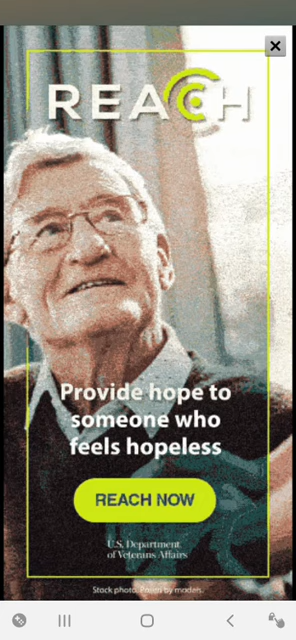 REACH
Provide hope to
someone who
feels hopeless
REACH NOW
U.S. Department
of Veterans Affairs
Stock photo. Posed by models.